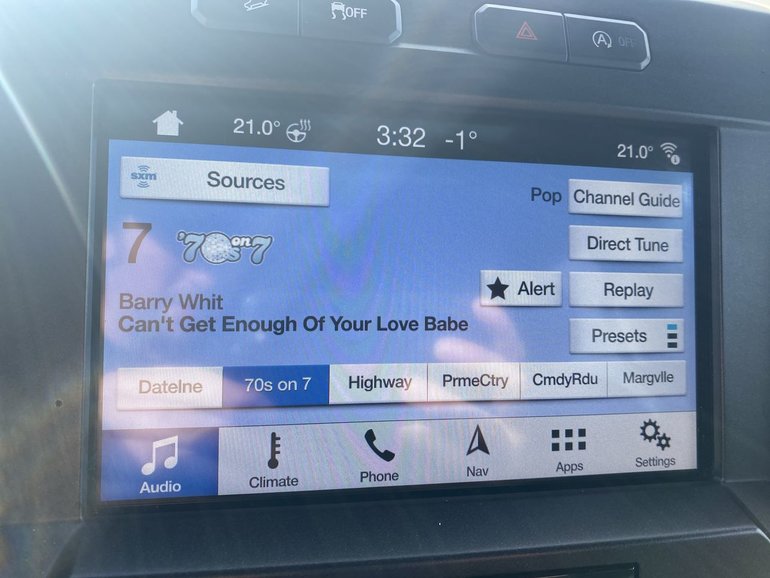 OFF
A OFF
21.0° 3:32 -1° 21.0°
sxm Sources
Pop Channel Guide
7 '70s on 7
Direct Tune
Alert Replay
Barry Whit
Can't Get Enough Of Your Love Babe
Presets
Datelne 70s on 7 Highway PrmeCtry CmdyRdu Margvlle
Audio Climate Phone Nav Apps Settings